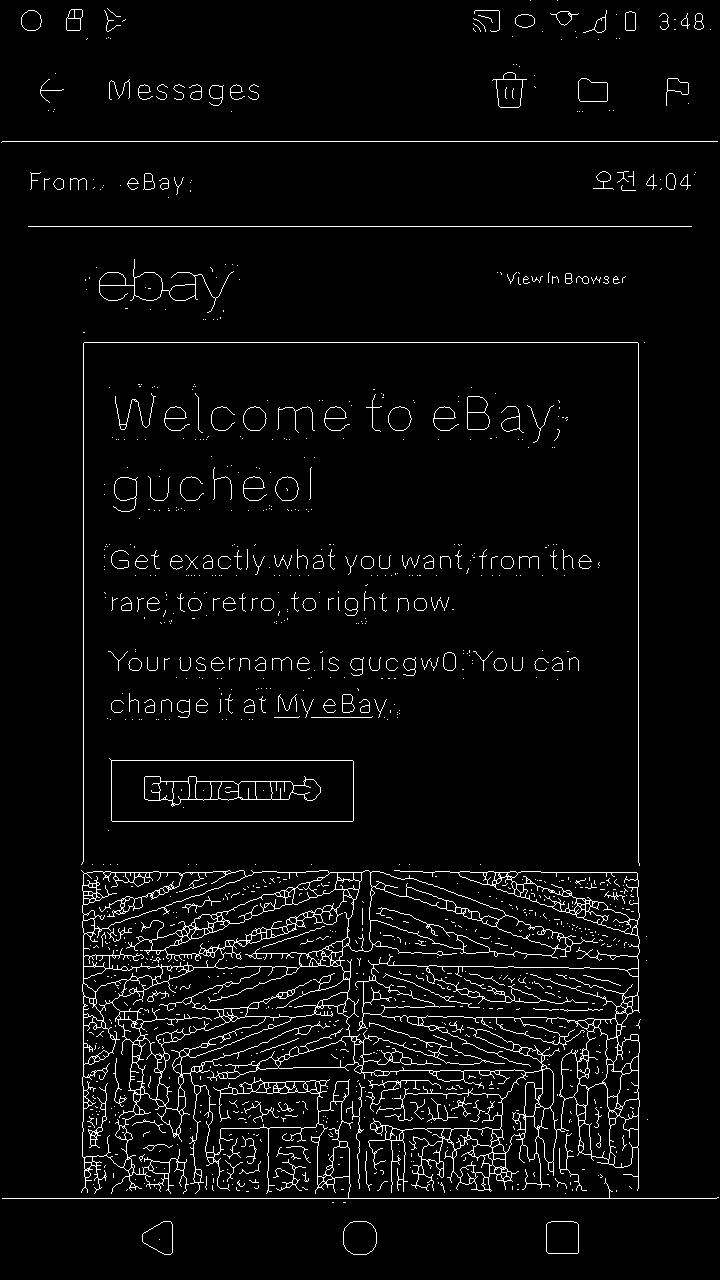 3:48
Messages
From: eBay
오전 4:04
ebay
View In Browser
Welcome to eBay,
gucheol
Get exactly what you want, from the
rare, to retro, to right now.
Your username is gucgw0. You can
change it at My eBay.
Explore now →